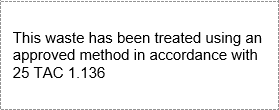 This waste has been treated using an
approved method in accordance with
25 TAC 1.136